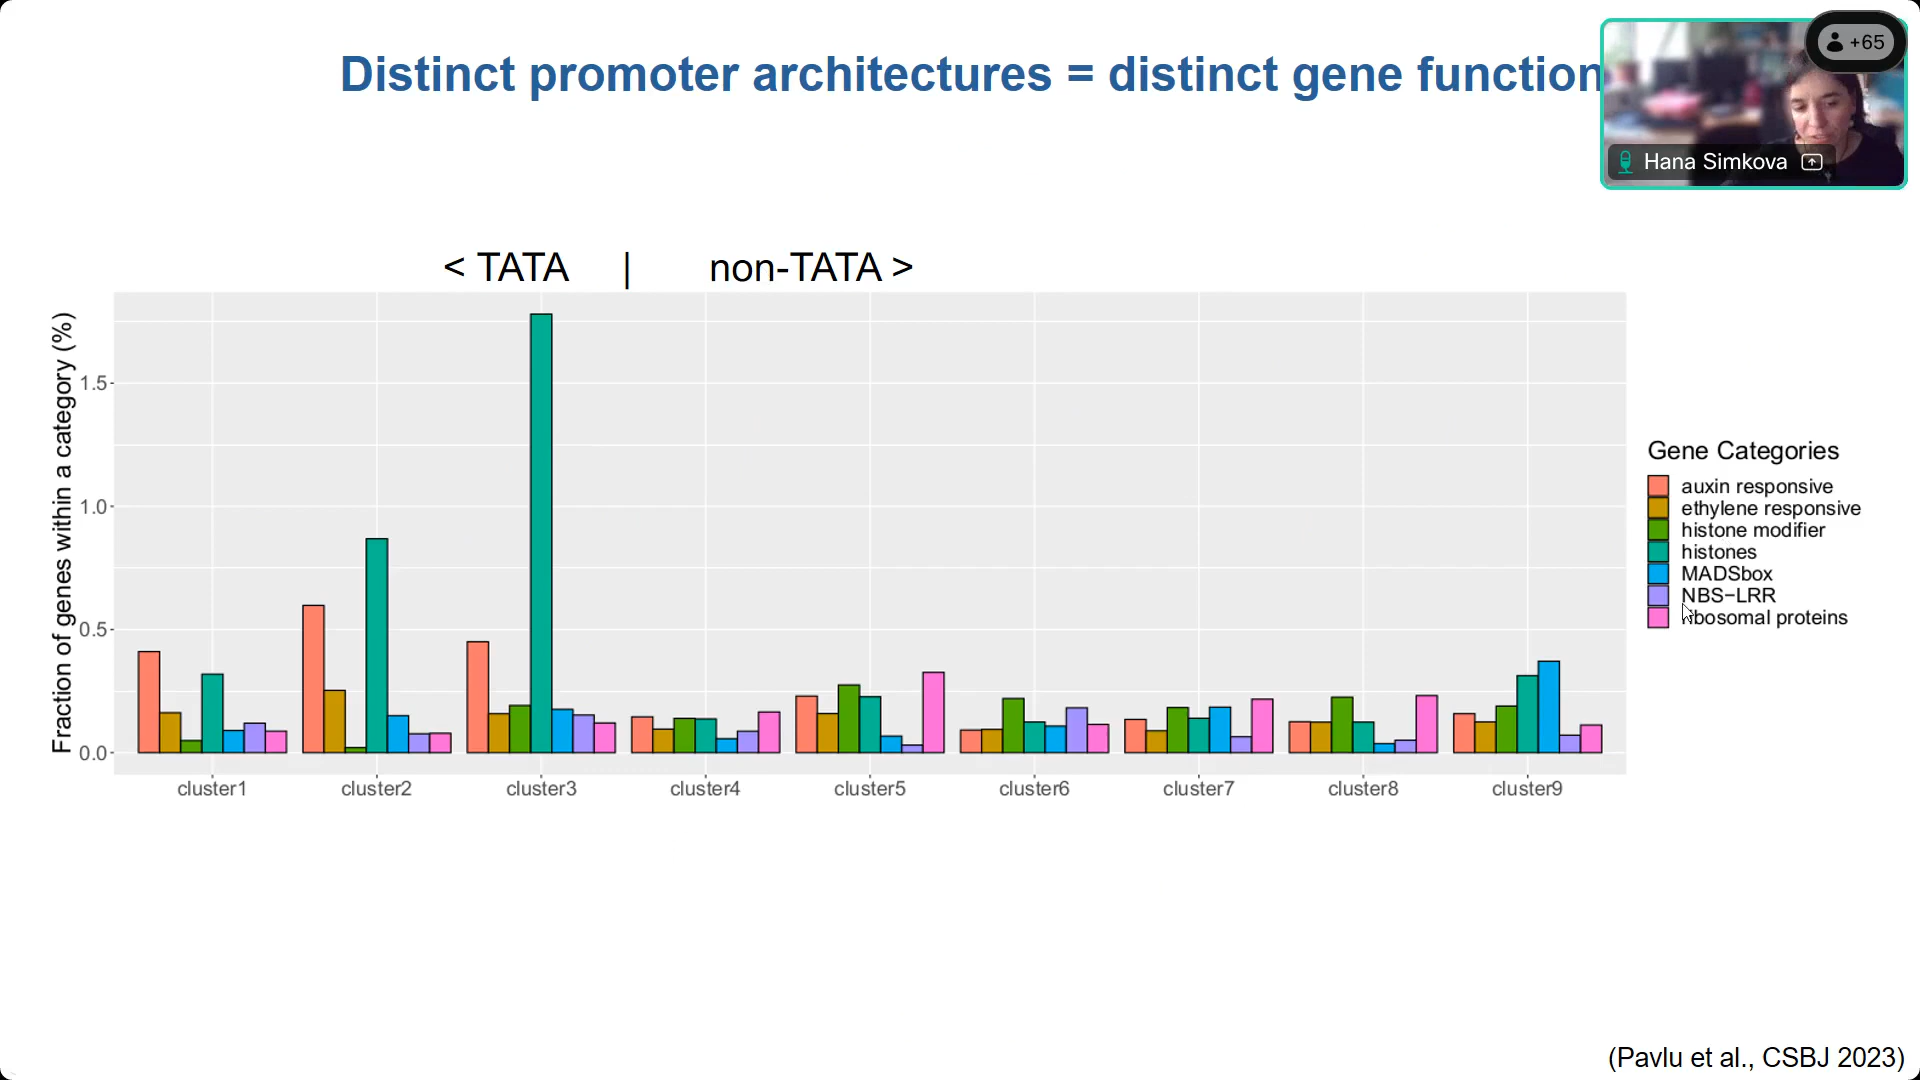 Distinct promoter architectures = distinct gene function
+65
Hana Simkova
< TATA | non-TATA >
Fraction of genes within a category (%)
1.5
1.0
0.5
0.0
cluster1 cluster2 cluster3 cluster4 cluster5 cluster6 cluster7 cluster8 cluster9
Gene Categories
auxin responsive
ethylene responsive
histone modifier
histones
MADSbox
NBS−LRR
ribosomal proteins
(Pavlu et al., CSBJ 2023)